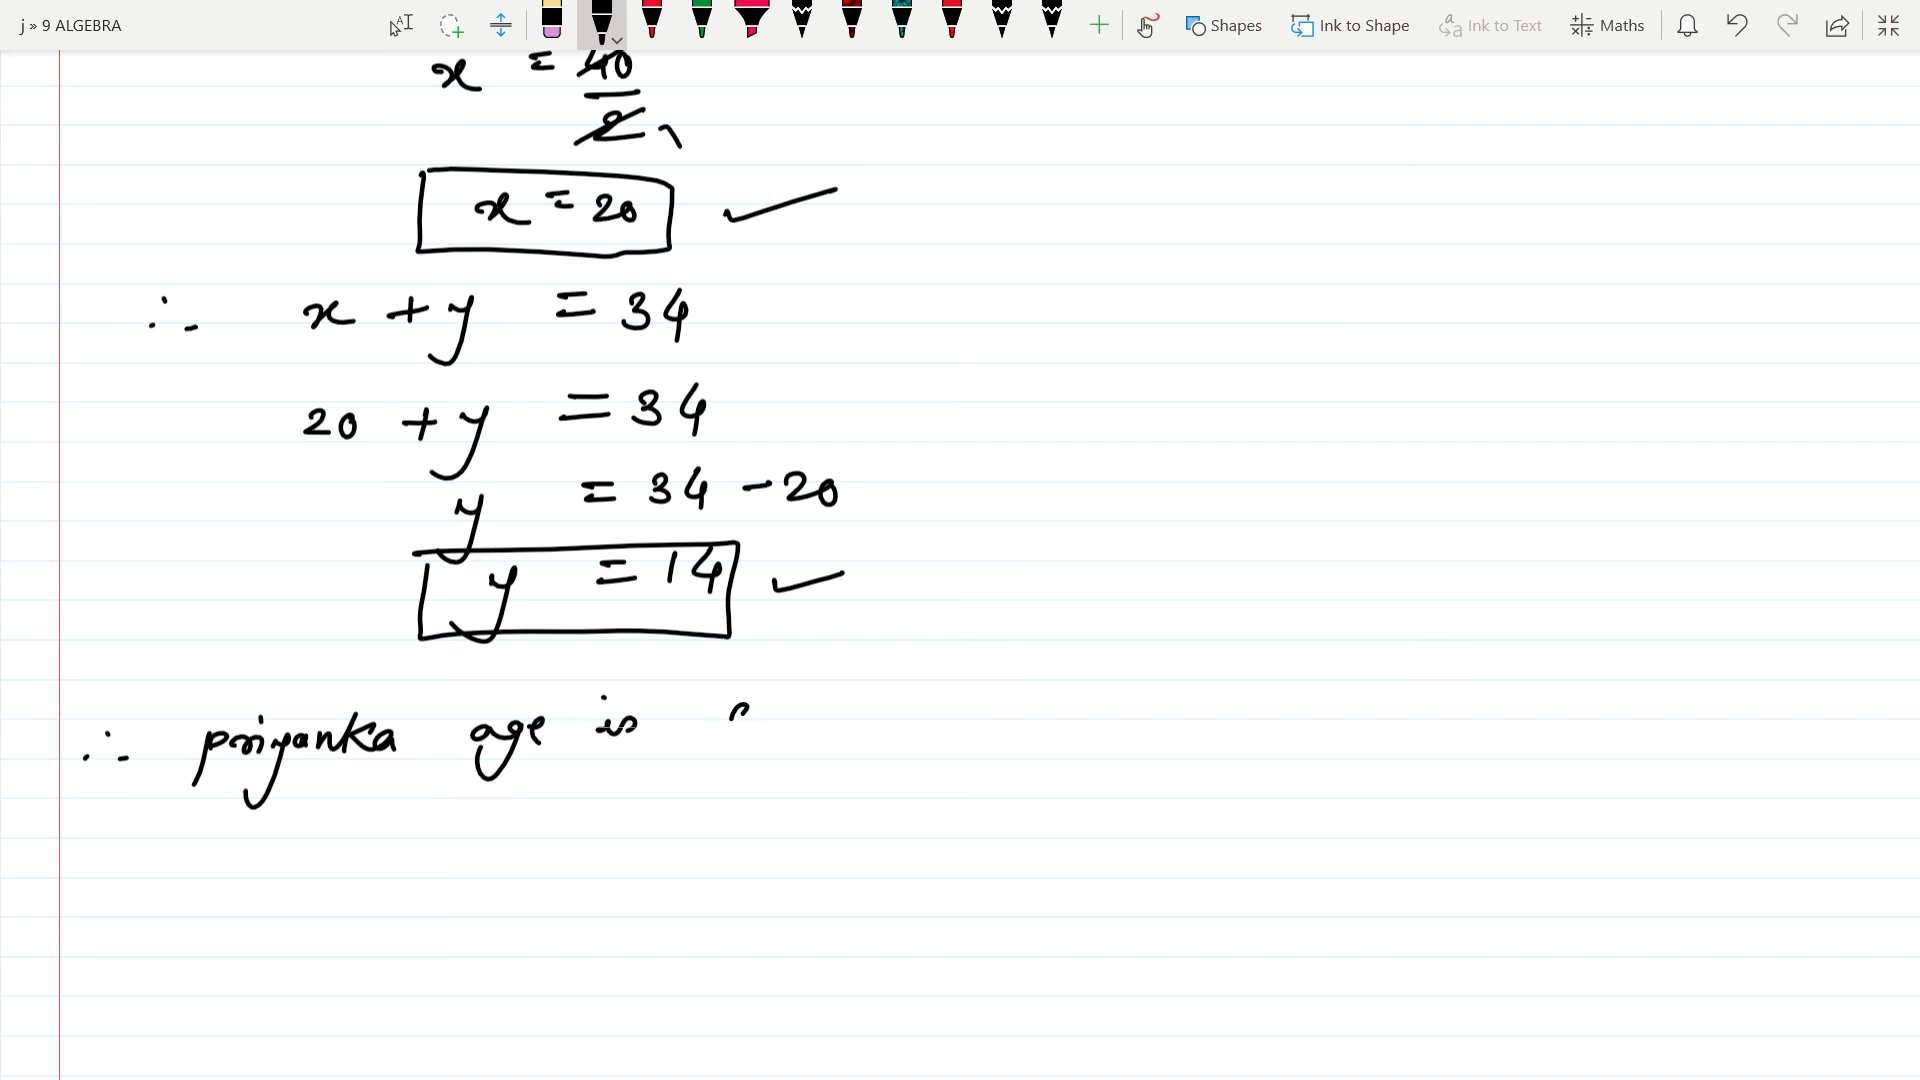 j » 9 ALGEBRA
Shapes
Ink to Shape
Ink to Text
Maths
x = 40
2
x = 20
∴ x + y = 34
20 + y = 34
y = 34 - 20
y = 14
∴ priyanka age is